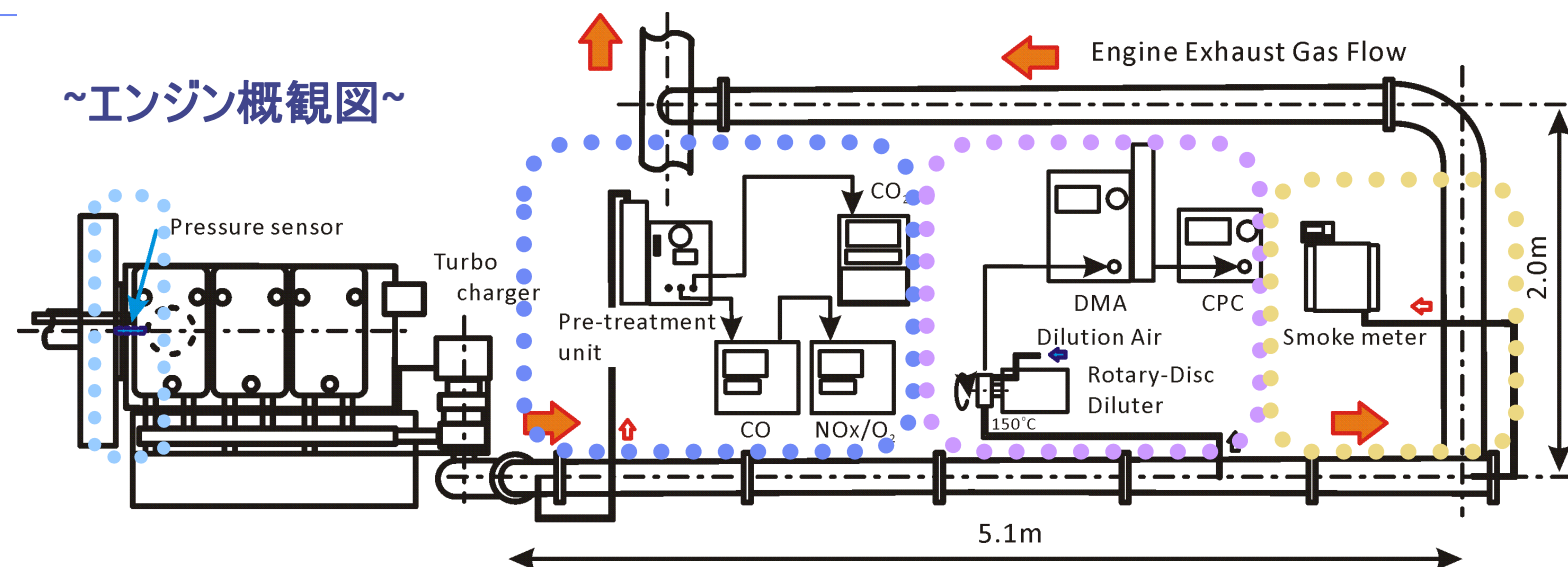 ~エンジン概観図~
Engine Exhaust Gas Flow
Pressure sensor
Turbo
charger
CO₂
Pre-treatment
unit
CO
NOx/O₂
DMA
CPC
Dilution Air
Rotary-Disc
Diluter
150°C
Smoke meter
2.0m
5.1m